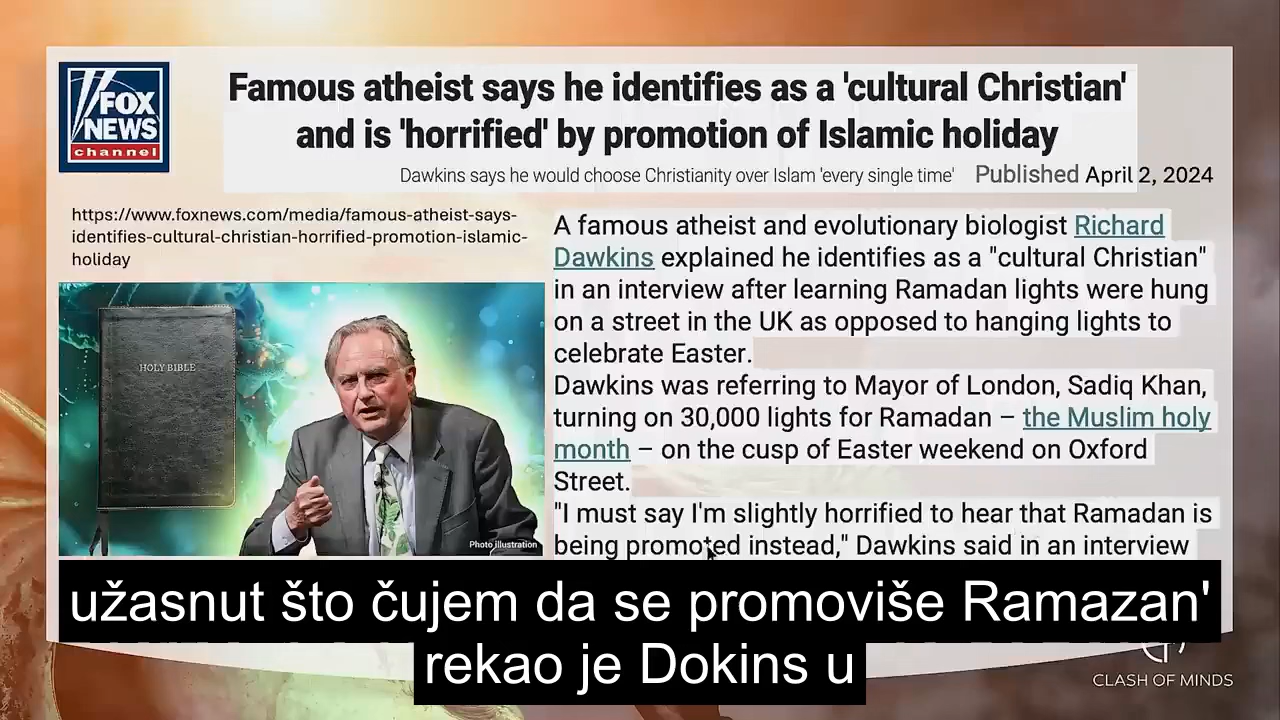 FOX
NEWS
channel
Famous atheist says he identifies as a 'cultural Christian'
and is 'horrified' by promotion of Islamic holiday
Dawkins says he would choose Christianity over Islam 'every single time' Published April 2, 2024
https://www.foxnews.com/media/famous-atheist-says-
identifies-cultural-christian-horrified-promotion-islamic-
holiday
HOLY BIBLE
Photo illustration
A famous atheist and evolutionary biologist Richard
Dawkins explained he identifies as a "cultural Christian"
in an interview after learning Ramadan lights were hung
on a street in the UK as opposed to hanging lights to
celebrate Easter.
Dawkins was referring to Mayor of London, Sadiq Khan,
turning on 30,000 lights for Ramadan – the Muslim holy
month – on the cusp of Easter weekend on Oxford
Street.
"I must say I'm slightly horrified to hear that Ramadan is
being promoted instead," Dawkins said in an interview
užasnut što čujem da se promoviše Ramazan'
rekao je Dokins u
CLASH OF MINDS